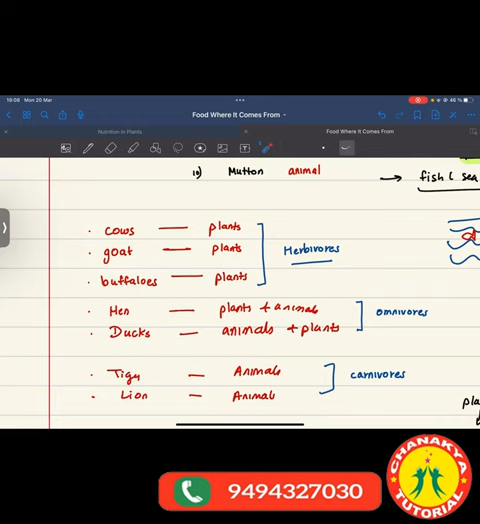 19:08 Mon 20 Mar
46 %
Food Where It Comes From
Nutrition in Plants
Food Where It Comes From
10) Mutton animal
→ fish ( sea
. cows — plants
. goat — plants
. buffaloes — plants
Herbivores
. Hen — plants + animals
. Ducks — animals + plants
omnivores
. Tiger — Animals
. Lion — Animals
carnivores
pla
9494327030
CHANAKYA
TUTORIAL